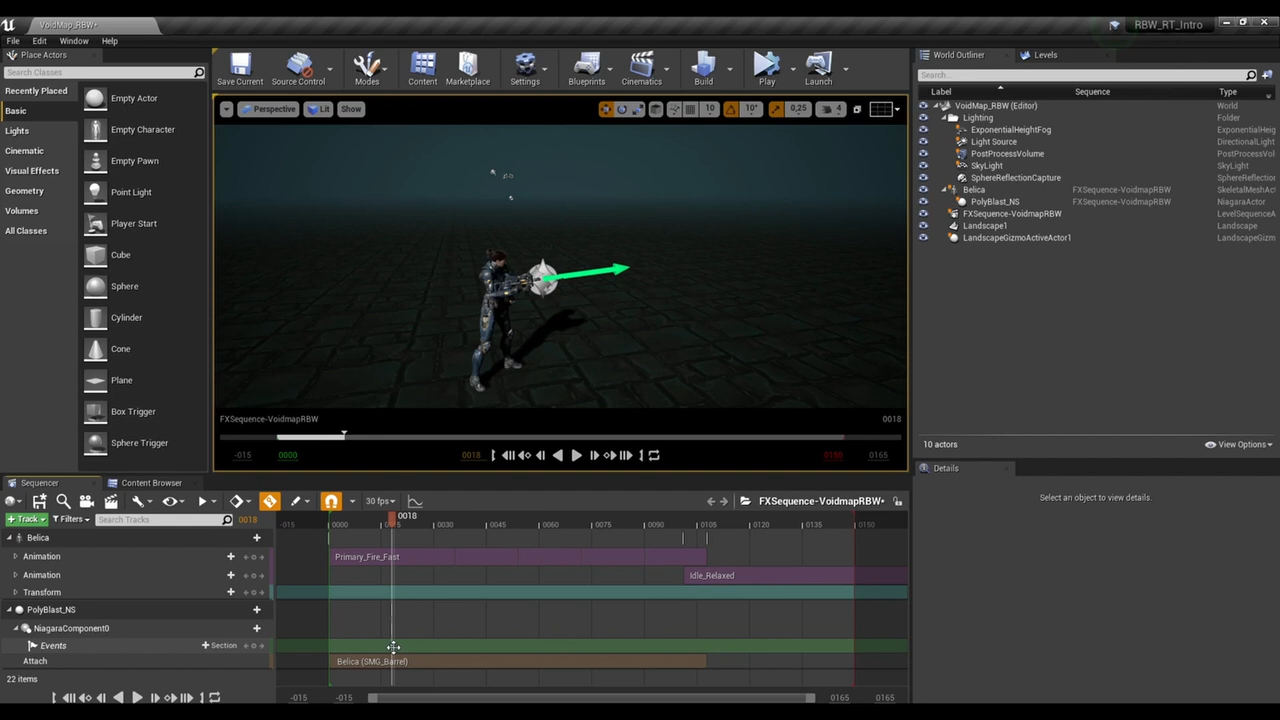 VoidMap_RBW•
RBW_RT_Intro
File Edit Window Help
Place Actors
Search Classes
Recently Placed
Basic
Lights
Cinematic
Visual Effects
Geometry
Volumes
All Classes
Empty Actor
Empty Character
Empty Pawn
Point Light
Player Start
Cube
Sphere
Cylinder
Cone
Plane
Box Trigger
Sphere Trigger
Save Current Source Control Modes Content Marketplace Settings Blueprints Cinematics Build Play Launch
Perspective Lit Show 10 10° 0,25 4
FXSequence-VoidmapRBW 0018
-015 0000 0018 0150 0165
World Outliner Levels
Search...
Label Sequence Type
VoidMap_RBW (Editor) World
Lighting Folder
ExponentialHeightFog ExponentialHeig
Light Source DirectionalLight
PostProcessVolume PostProcessVol
SkyLight SkyLight
SphereReflectionCapture SphereReflection
Belica FXSequence-VoidmapRBW SkeletalMeshAct
PolyBlast_NS FXSequence-VoidmapRBW NiagaraActor
FXSequence-VoidmapRBW LevelSequenceA
Landscape1 Landscape
LandscapeGizmoActiveActor1 LandscapeGizm
10 actors View Options
Details
Select an object to view details.
Sequencer Content Browser
30 fps FXSequence-VoidmapRBW•
+ Track Filters Search Tracks 0018
-015 0000 0015 0018 0030 0045 0060 0075 0090 0105 0120 0135 0150
Belica
Animation Primary_Fire_Fast
Animation Idle_Relaxed
Transform
PolyBlast_NS
NiagaraComponent0
Events + Section
Attach Belica (SMG_Barrel)
22 items
-015 -015 0165 0165